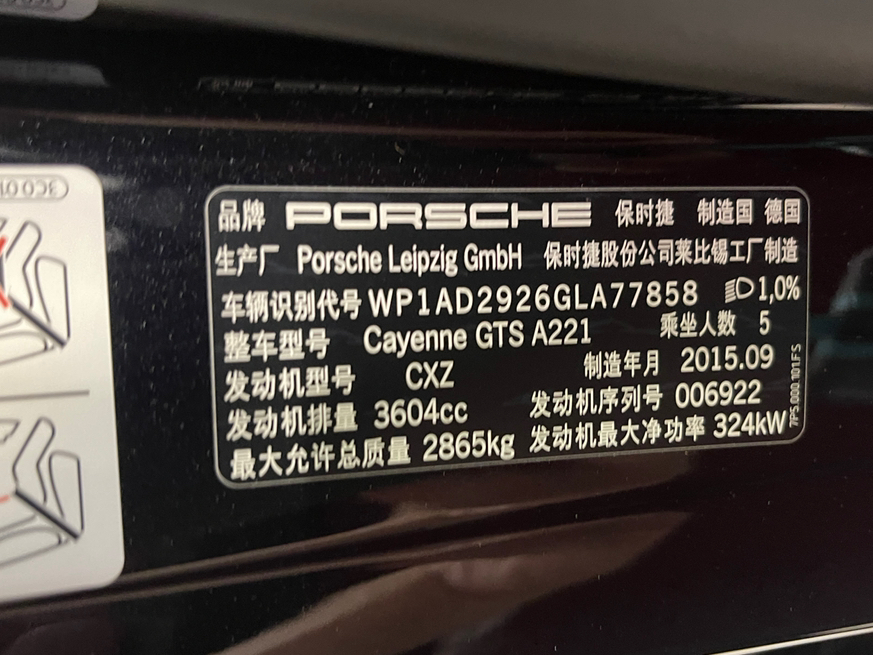 品牌 PORSCHE 保时捷 制造国 德国
生产厂 Porsche Leipzig GmbH 保时捷股份公司莱比锡工厂制造
车辆识别代号 WP1AD2926GLA77858 1,0%
整车型号 Cayenne GTS A221 乘坐人数 5
发动机型号 CXZ 制造年月 2015.09
发动机排量 3604cc 发动机序列号 006922
最大允许总质量 2865kg 发动机最大净功率 324kW
7P5.000.101.FS